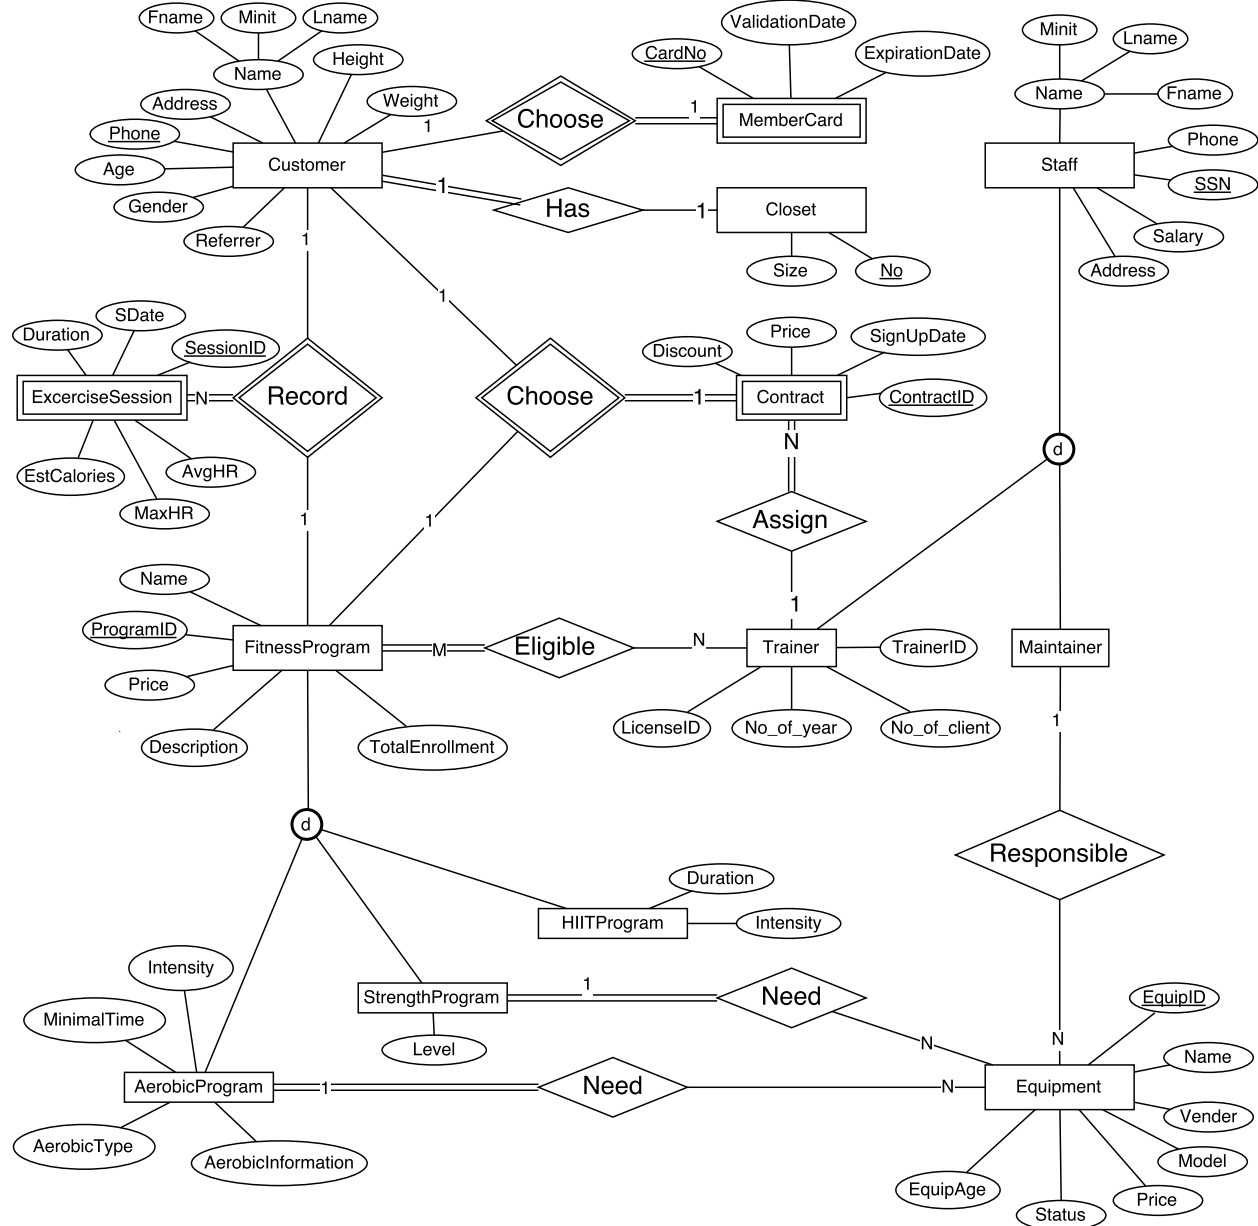 Fname
Minit
Lname
Name
Height
Address
Weight
Phone
Age
Gender
Referrer
Customer
1
Choose
1
CardNo
ValidationDate
ExpirationDate
MemberCard
1
Has
1
Closet
Size
No
Minit
Lname
Name
Fname
Staff
Phone
SSN
Salary
Address
1
1
Duration
SDate
SessionID
ExcerciseSession
N
Record
EstCalories
MaxHR
AvgHR
Choose
1
Discount
Price
SignUpDate
Contract
ContractID
N
Assign
1
d
1
1
Name
ProgramID
FitnessProgram
Price
Description
TotalEnrollment
M
Eligible
N
Trainer
TrainerID
LicenseID
No_of_year
No_of_client
Maintainer
1
Responsible
N
d
Duration
HIITProgram
Intensity
Intensity
MinimalTime
StrengthProgram
Level
1
Need
N
AerobicProgram
1
Need
N
AerobicType
AerobicInformation
EquipID
Name
Equipment
Vender
Model
Price
Status
EquipAge